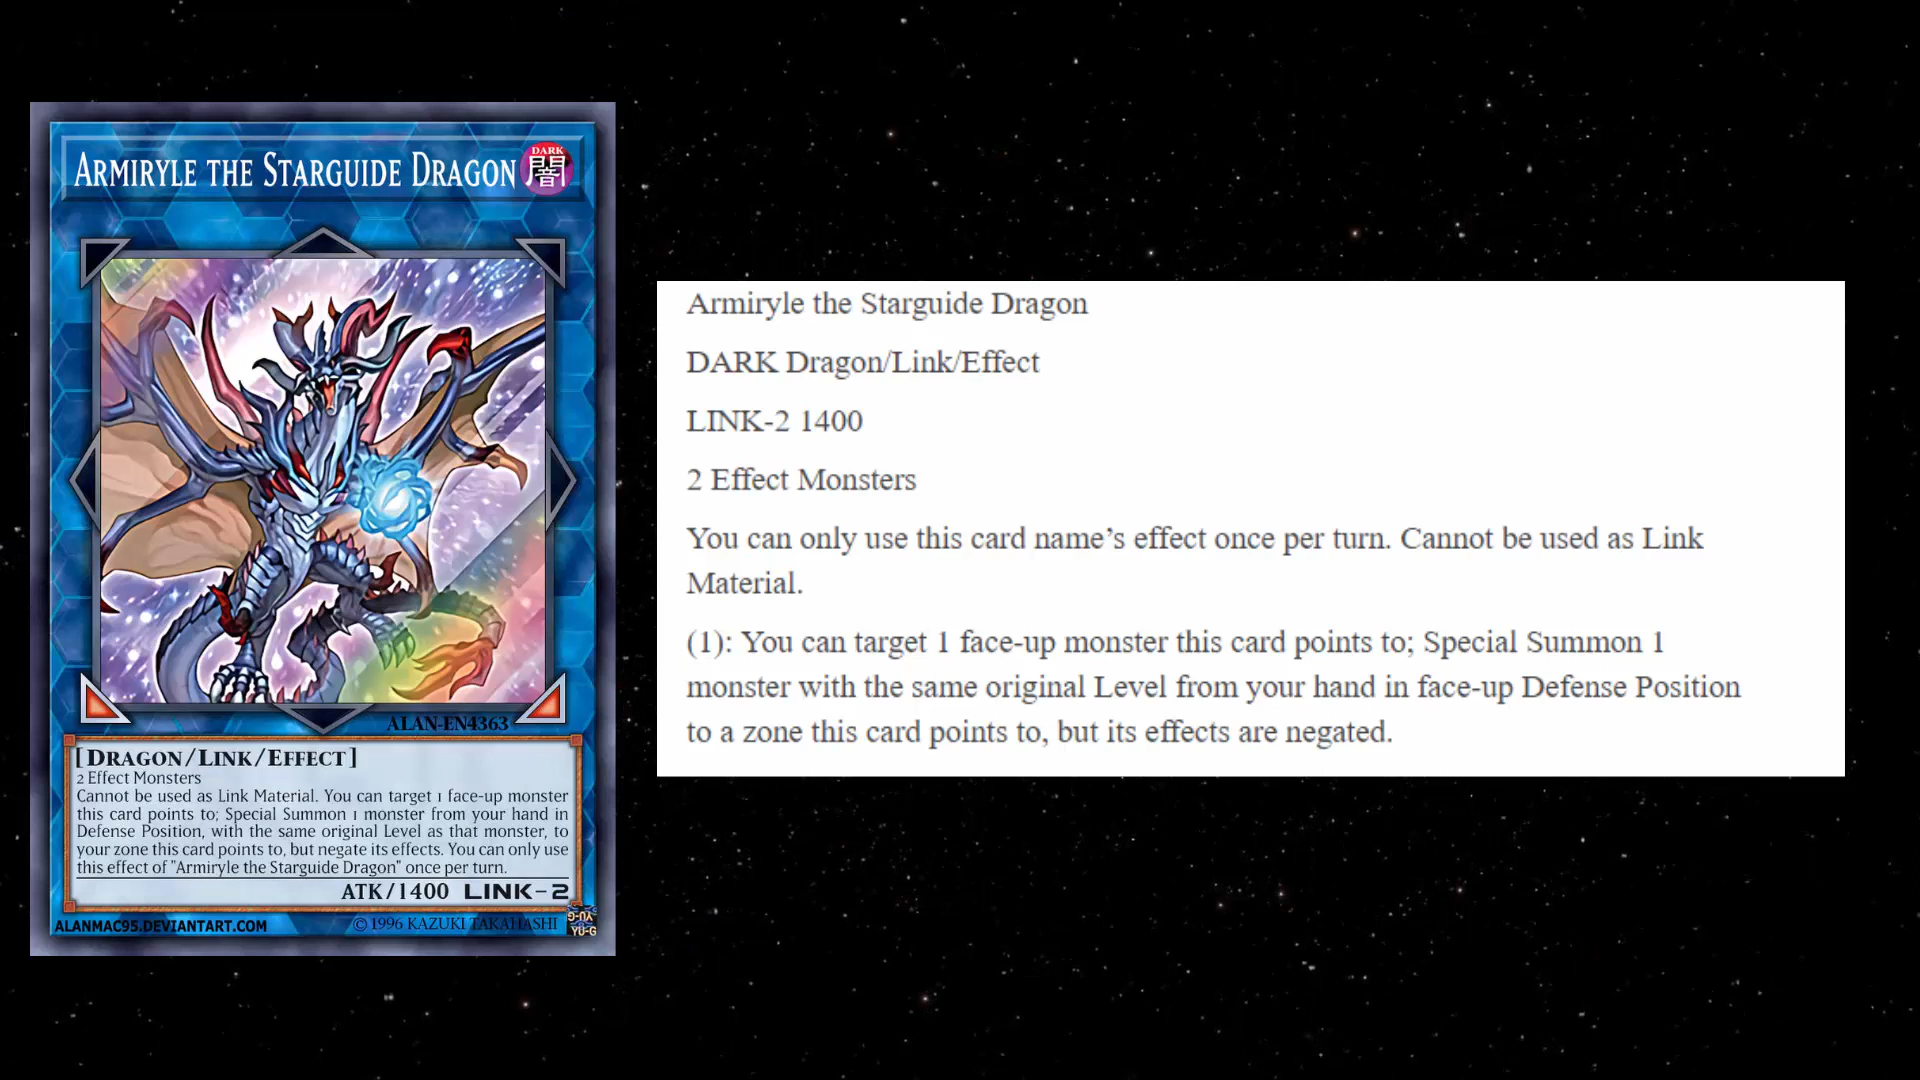 ARMIRYLE THE STARGUIDE DRAGON
DARK
闇
ALAN-EN4363
[DRAGON/LINK/EFFECT]
2 Effect Monsters
Cannot be used as Link Material. You can target 1 face-up monster
this card points to; Special Summon 1 monster from your hand in
Defense Position, with the same original Level as that monster, to
your zone this card points to, but negate its effects. You can only use
this effect of "Armiryle the Starguide Dragon" once per turn.
ATK/1400 LINK-2
ALANMAC95.DEVIANTART.COM
© 1996 KAZUKI TAKAHASHI
Armiryle the Starguide Dragon
DARK Dragon/Link/Effect
LINK-2 1400
2 Effect Monsters
You can only use this card name’s effect once per turn. Cannot be used as Link
Material.
(1): You can target 1 face-up monster this card points to; Special Summon 1
monster with the same original Level from your hand in face-up Defense Position
to a zone this card points to, but its effects are negated.